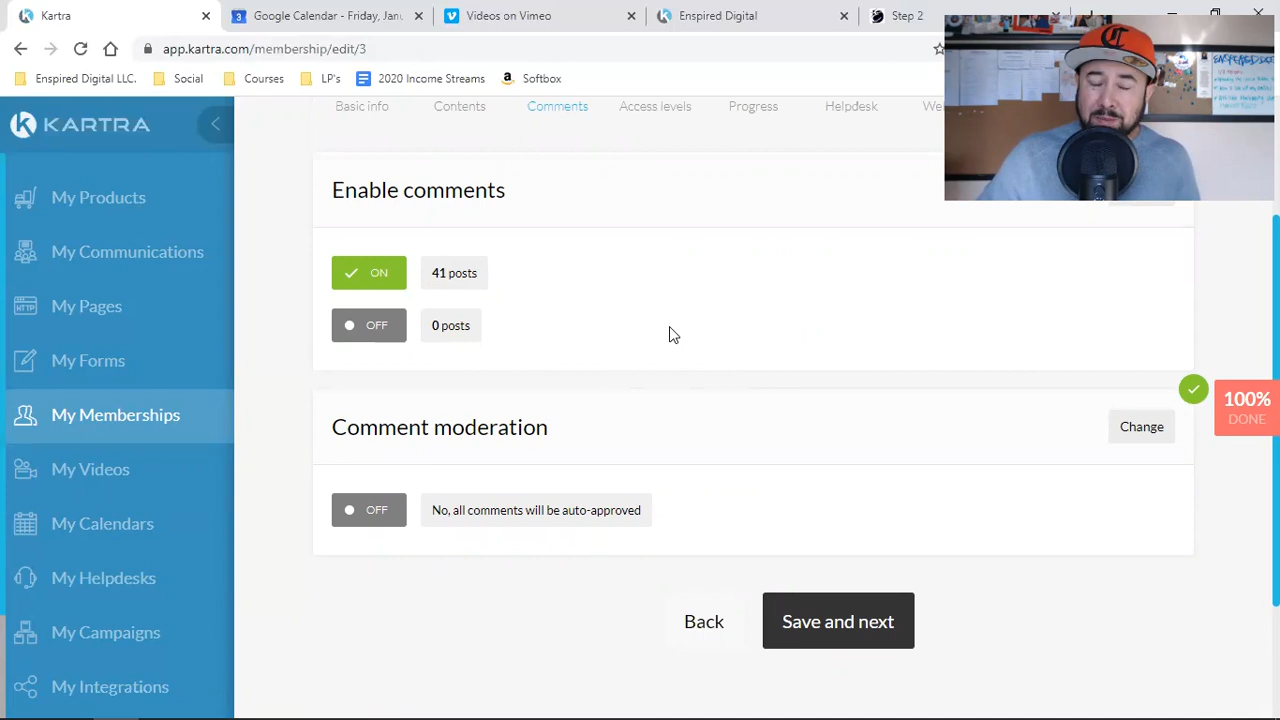 Kartra
Google Calendar - Friday, Janu
Videos on Vimeo
Enspired Digital
Step 2
app.kartra.com/membership/edit/3
Enspired Digital LLC.
Social
Courses
LP's
2020 Income Streams
KARTRA
My Products
My Communications
My Pages
My Forms
My Memberships
My Videos
My Calendars
My Helpdesks
My Campaigns
My Integrations
Basic info
Contents
Access levels
Progress
Helpdesk
Enable comments
ON
41 posts
OFF
0 posts
Comment moderation
Change
OFF
No, all comments will be auto-approved
100%
DONE
Back
Save and next